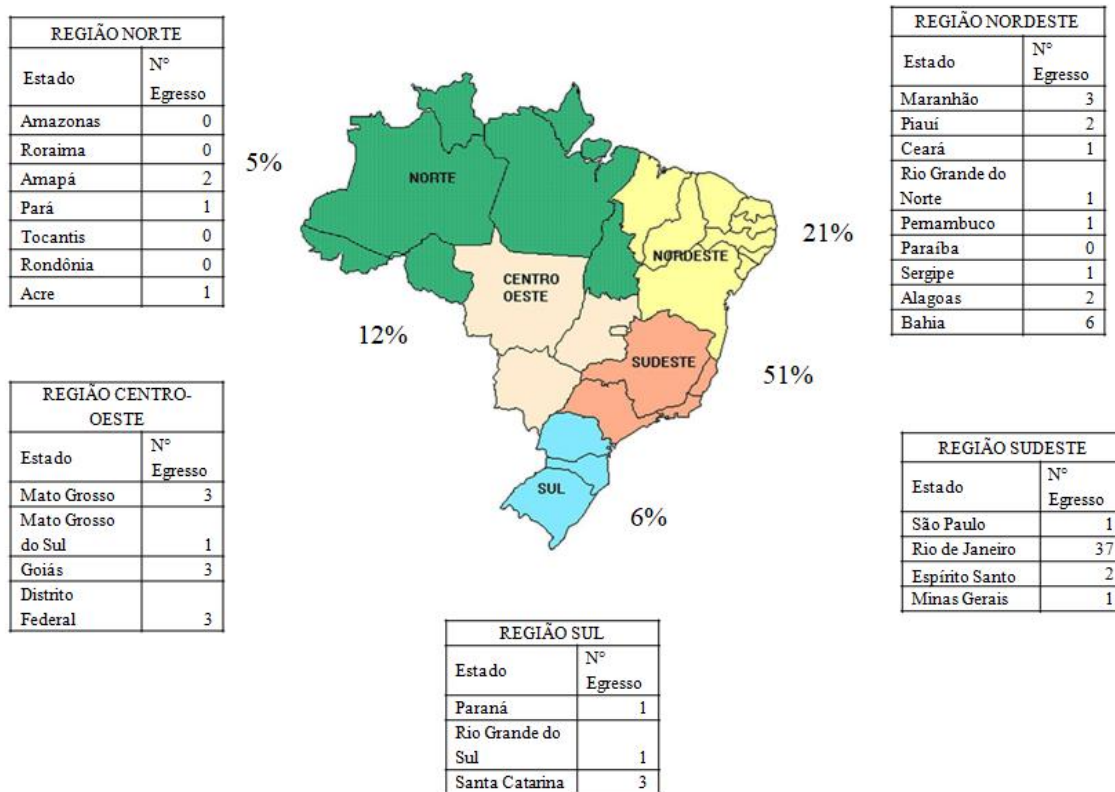 REGIÃO NORTE
Estado N° Egresso
Amazonas 0
Roraima 0
Amapá 2
Pará 1
Tocantis 0
Rondônia 0
Acre 1
5%
REGIÃO NORDESTE
Estado N° Egresso
Maranhão 3
Piauí 2
Ceará 1
Rio Grande do
Norte 1
Pernambuco 1
Paraíba 0
Sergipe 1
Alagoas 2
Bahia 6
NORTE
NORDESTE
CENTRO
OESTE
SUDESTE
SUL
21%
12%
51%
6%
REGIÃO CENTRO-
OESTE
Estado N° Egresso
Mato Grosso 3
Mato Grosso
do Sul 1
Goiás 3
Distrito
Federal 3
REGIÃO SUDESTE
Estado N° Egresso
São Paulo 1
Rio de Janeiro 37
Espírito Santo 2
Minas Gerais 1
REGIÃO SUL
Estado N° Egresso
Paraná 1
Rio Grande do
Sul 1
Santa Catarina 3